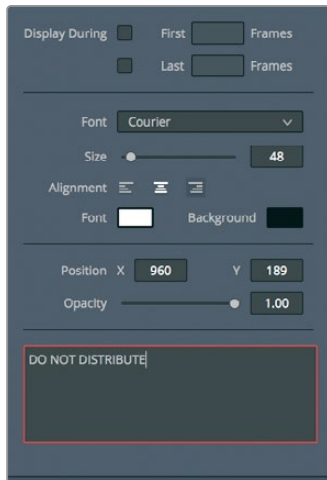 Display During First Frames
Last Frames
Font Courier
Size 48
Alignment
Font Background
Position X 960 Y 189
Opacity 1.00
DO NOT DISTRIBUTE